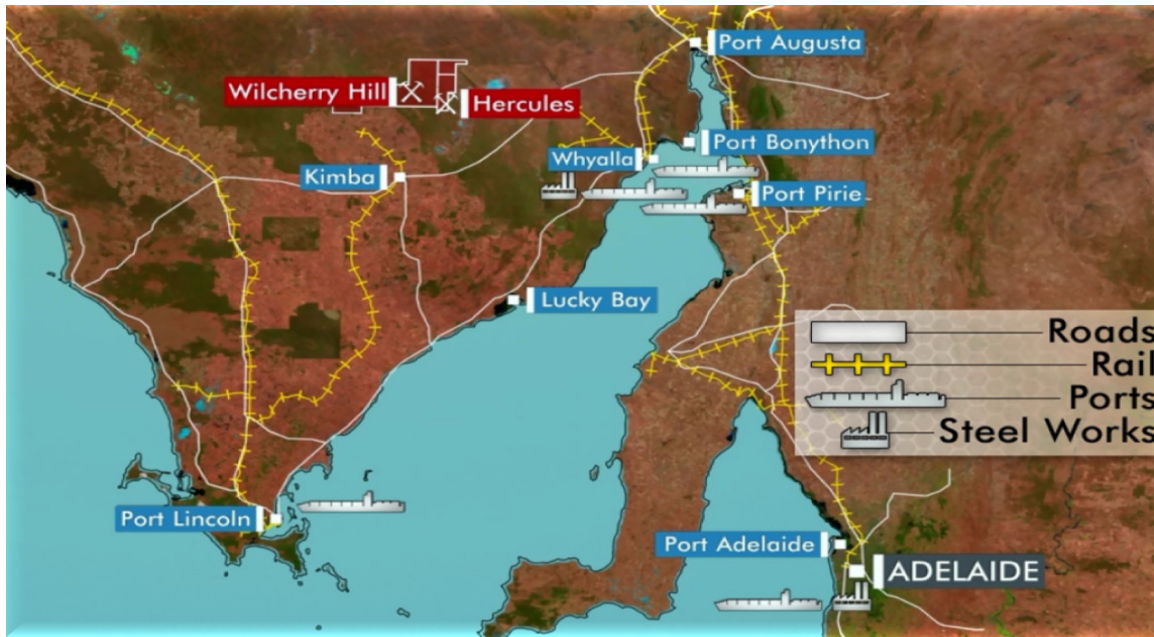 Port Augusta
Wilcherry Hill
Hercules
Port Bonython
Whyalla
Kimba
Port Pirie
Lucky Bay
Roads
Rail
Ports
Steel Works
Port Lincoln
Port Adelaide
ADELAIDE